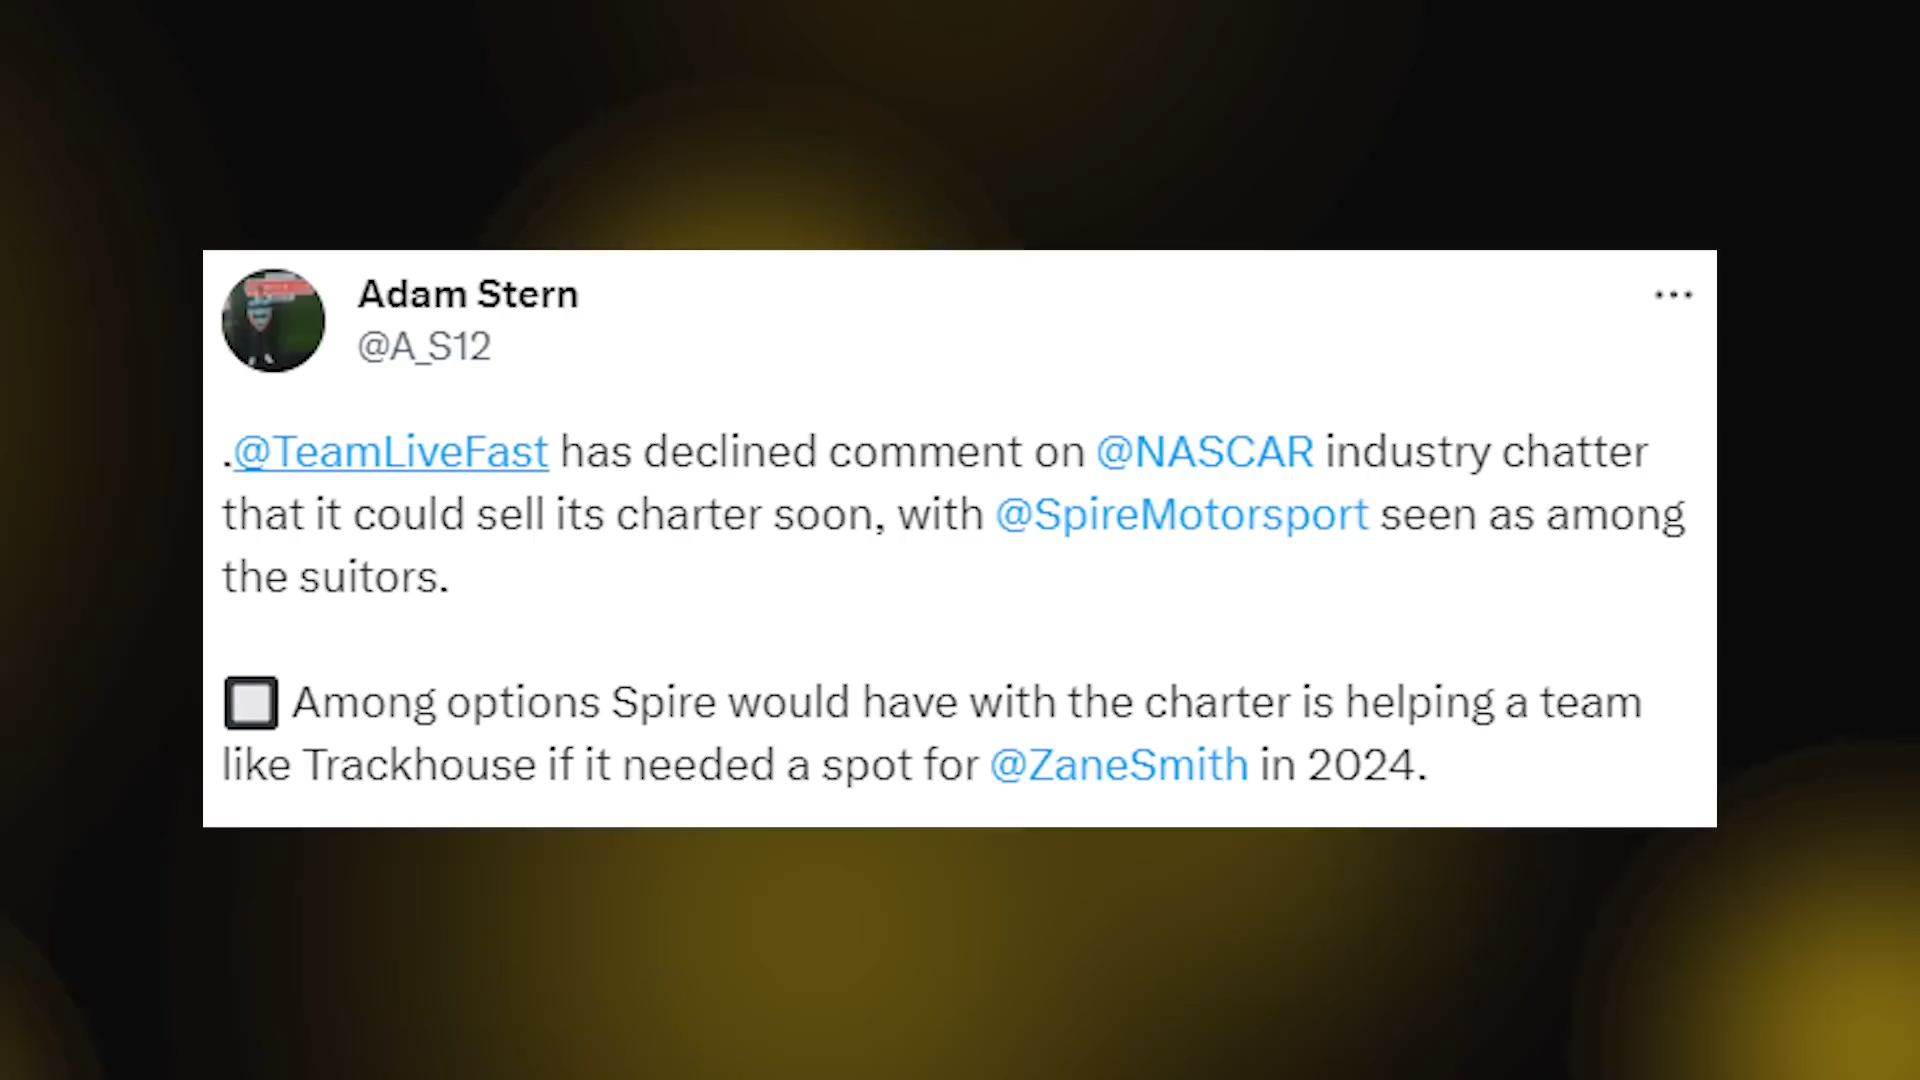 Adam Stern
@A_S12
.@TeamLiveFast has declined comment on @NASCAR industry chatter
that it could sell its charter soon, with @SpireMotorsport seen as among
the suitors.
🔲 Among options Spire would have with the charter is helping a team
like Trackhouse if it needed a spot for @ZaneSmith in 2024.